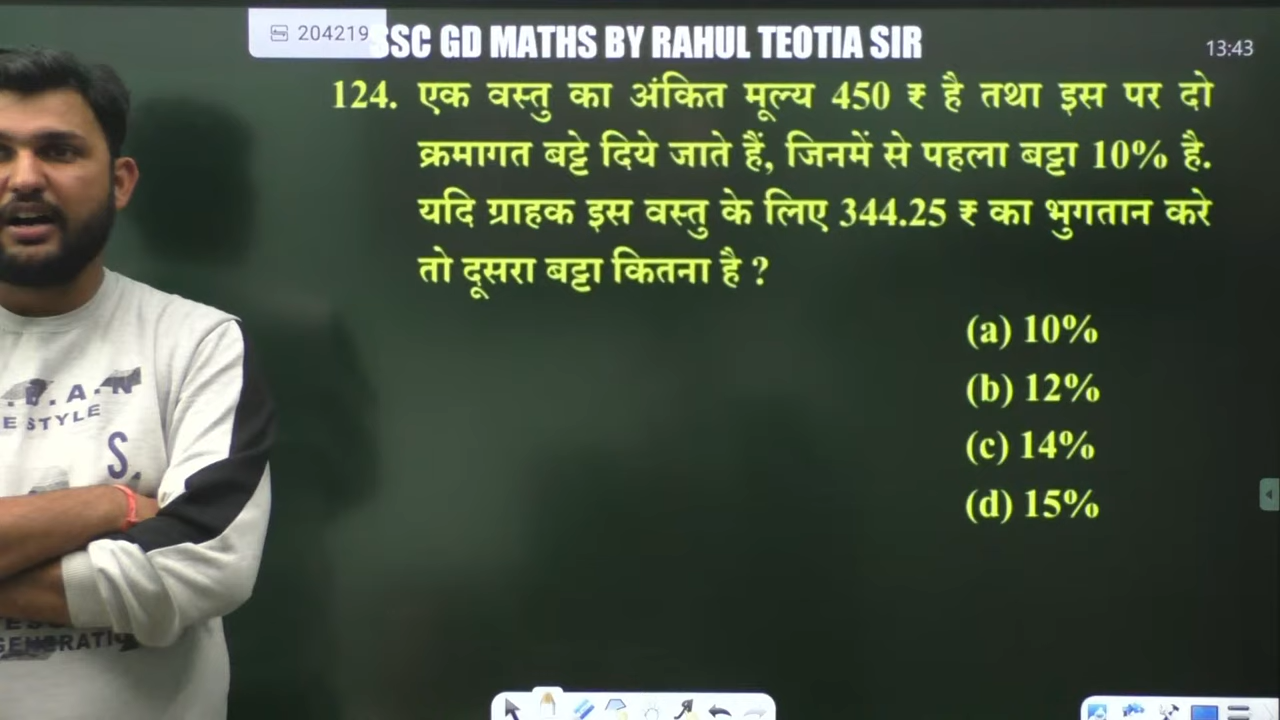 204219
SSC GD MATHS BY RAHUL TEOTIA SIR
13:43
124. एक वस्तु का अंकित मूल्य 450 ₹ है तथा इस पर दो
क्रमागत बट्टे दिये जाते हैं, जिनमें से पहला बट्टा 10% है.
यदि ग्राहक इस वस्तु के लिए 344.25 ₹ का भुगतान करे
तो दूसरा बट्टा कितना है ?
(a) 10%
(b) 12%
(c) 14%
(d) 15%
.D.A.N
E STYLE
S.
GENERATI